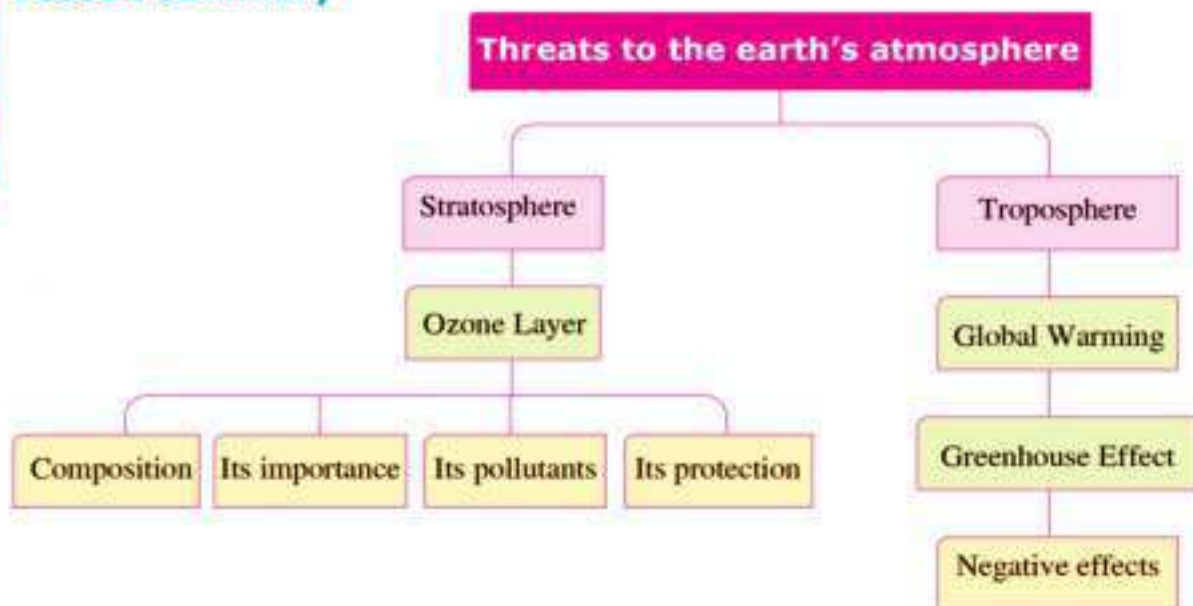 Threats to the earth's atmosphere
Stratosphere
Troposphere
Ozone Layer
Global Warming
Composition
Its importance
Its pollutants
Its protection
Greenhouse Effect
Negative effects